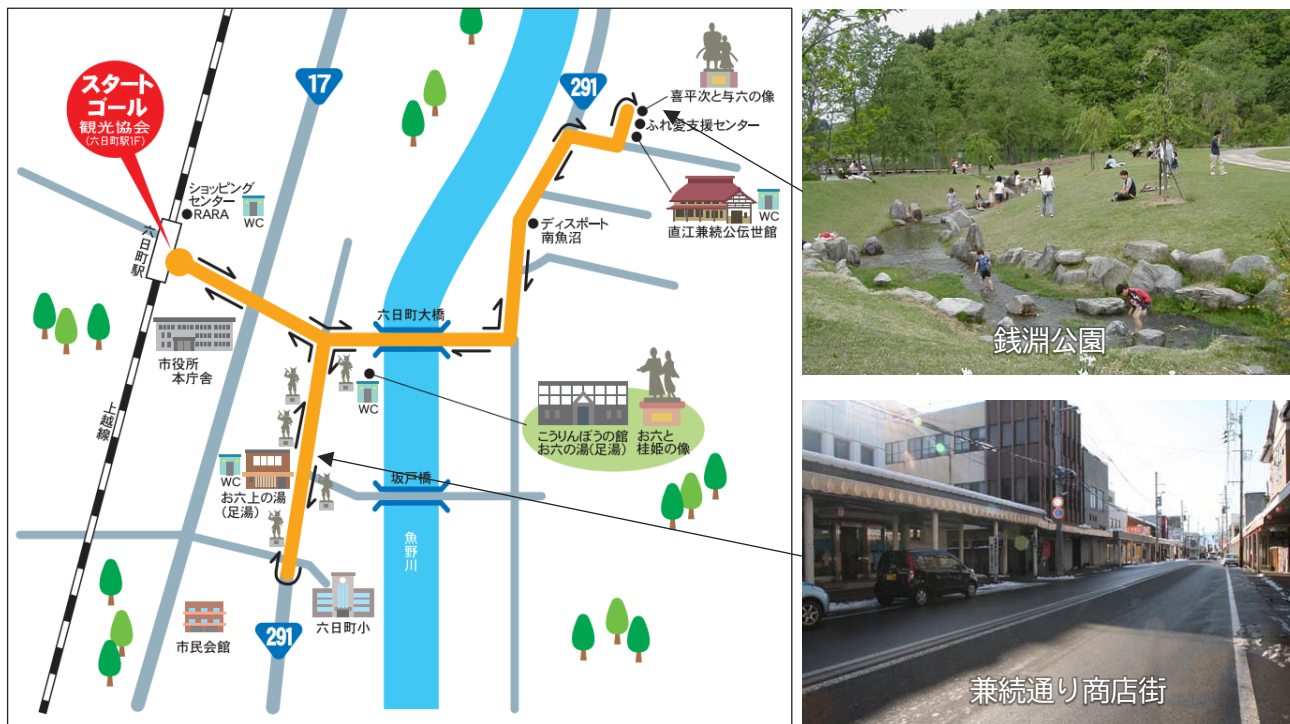 スタート
ゴール
観光協会
(六日町駅1F)
17
291
喜平次と与六の像
ふれ愛支援センター
ショッピング
センター
RARA
WC
六日町駅
WC
直江兼続公伝世館
ディスポート
南魚沼
六日町大橋
市役所
本庁舎
WC
こうりんぼうの館
お六の湯(足湯)
お六と
桂姫の像
上越線
WC
お六上の湯
(足湯)
坂戸橋
魚野川
六日町小
市民会館
291
銭淵公園
兼続通り商店街